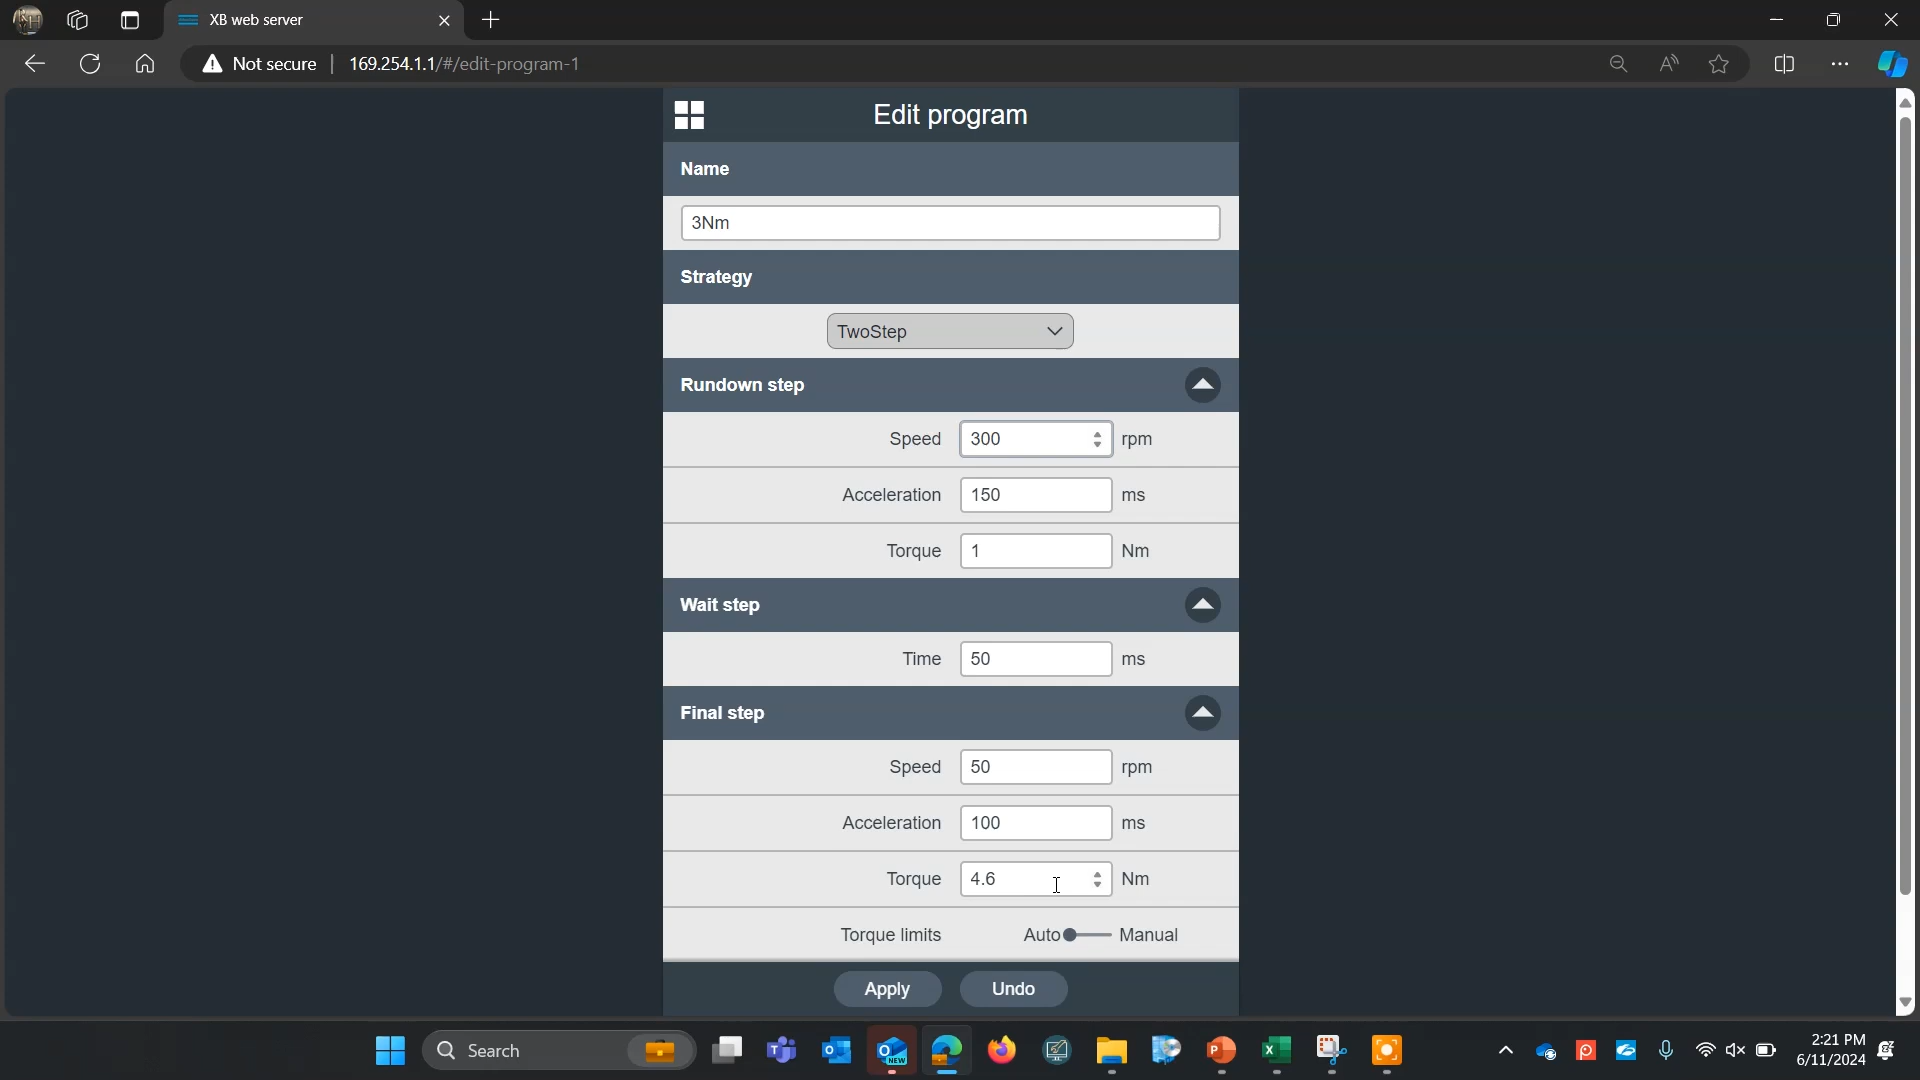 XB web server
Not secure | 169.254.1.1/#/edit-program-1
Edit program
Name
3Nm
Strategy
TwoStep
Rundown step
Speed 300 rpm
Acceleration 150 ms
Torque 1 Nm
Wait step
Time 50 ms
Final step
Speed 50 rpm
Acceleration 100 ms
Torque 4.6 Nm
Torque limits Auto Manual
Apply Undo
Search
2:21 PM
6/11/2024